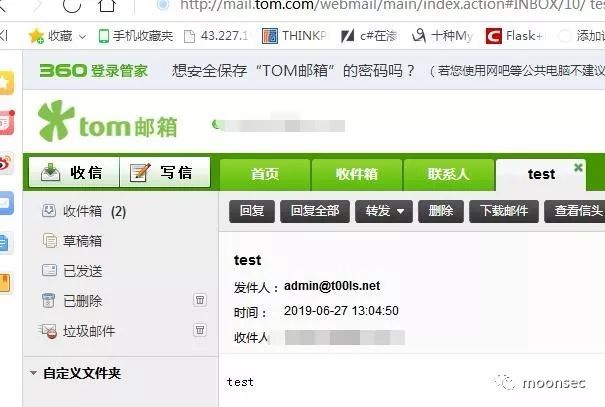 http://mail.tom.com/webmail/main/index.action#INBOX/10/ tes
收藏 手机收藏夹 43.227.1 THINKP c#在渗 十种My Flask+ 添加讠
360登录管家 想安全保存“TOM邮箱”的密码吗？ （若您使用网吧等公共电脑不建议
tom邮箱
收信 写信 首页 收件箱 联系人 test
回复 回复全部 转发 删除 下载邮件 查看信头
收件箱 (2)
草稿箱
已发送
已删除
垃圾邮件
自定义文件夹
test
发件人： admin@t00ls.net
时间： 2019-06-27 13:04:50
收件人
test
moonsec